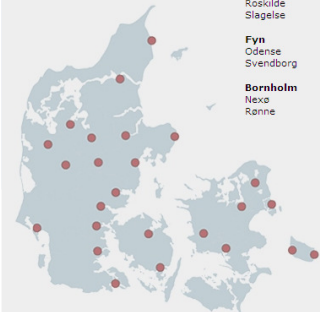 Roskilde
Slagelse
Fyn
Odense
Svendborg
Bornholm
Nexø
Rønne